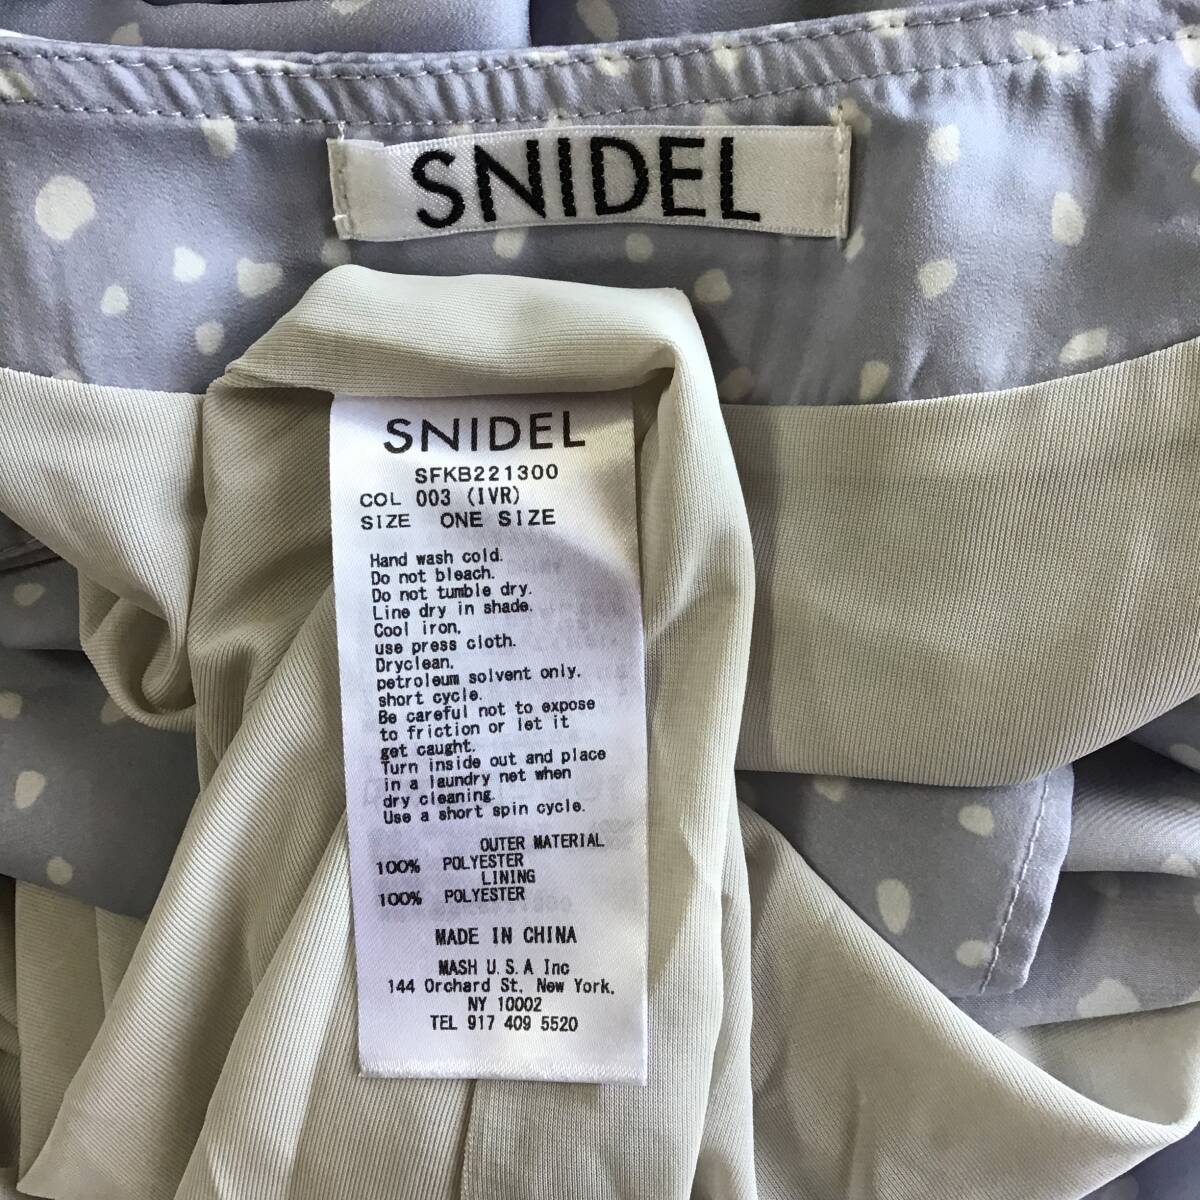 SNIDEL
SNIDEL
SFKB221300
COL 003 (IVR)
SIZE ONE SIZE
Hand wash cold.
Do not bleach.
Do not tumble dry.
Line dry in shade.
Cool iron,
use press cloth.
Dryclean,
petroleum solvent only.
short cycle.
Be careful not to expose
to friction or let it
get caught.
Turn inside out and place
in a laundry net when
dry cleaning.
Use a short spin cycle.
OUTER MATERIAL
100% POLYESTER
LINING
100% POLYESTER
MADE IN CHINA
MASH U.S.A Inc
144 Orchard St, New York,
NY 10002
TEL 917 409 5520